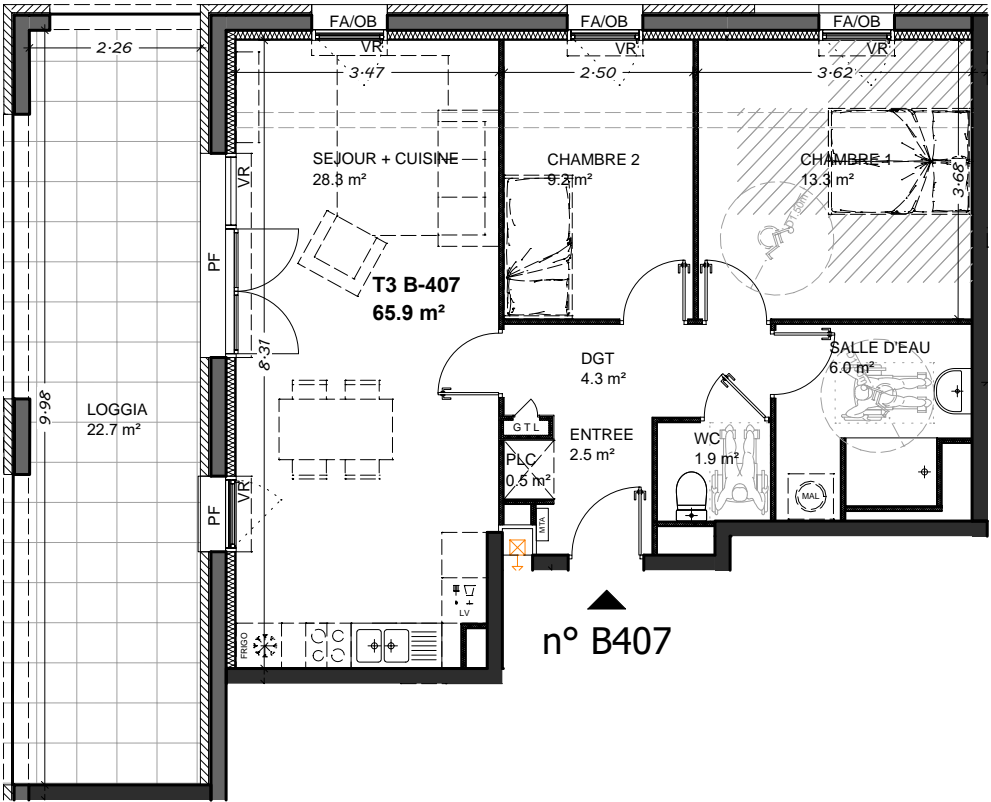 FA/OB
FA/OB
FA/OB
VR
VR
VR
2.26
3.47
2.50
3.62
SEJOUR + CUISINE
28.3 m²
CHAMBRE 2
9.2 m²
CHAMBRE 1
13.3 m²
3.68
VR
PF
T3 B-407
65.9 m²
8.31
9.98
LOGGIA
22.7 m²
DGT
4.3 m²
SALLE D'EAU
6.0 m²
GTL
ENTREE
2.5 m²
WC
1.9 m²
PLC
0.5 m²
VR
PF
MTA
MAL
LV
FRIGO
n° B407